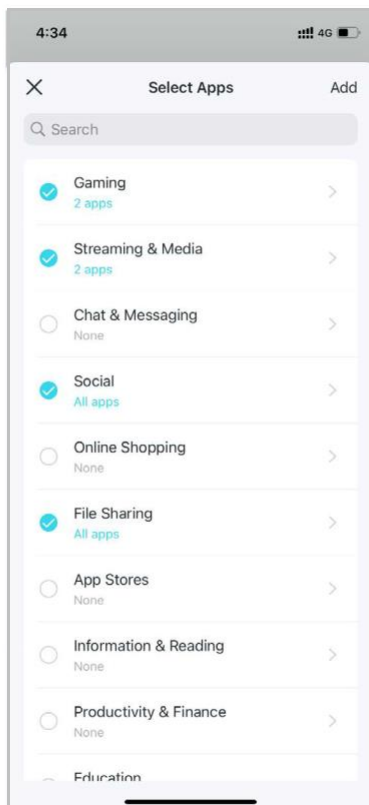 4:34
4G
Select Apps
Add
Search
Gaming
2 apps
Streaming & Media
2 apps
Chat & Messaging
None
Social
All apps
Online Shopping
None
File Sharing
All apps
App Stores
None
Information & Reading
None
Productivity & Finance
None
Education